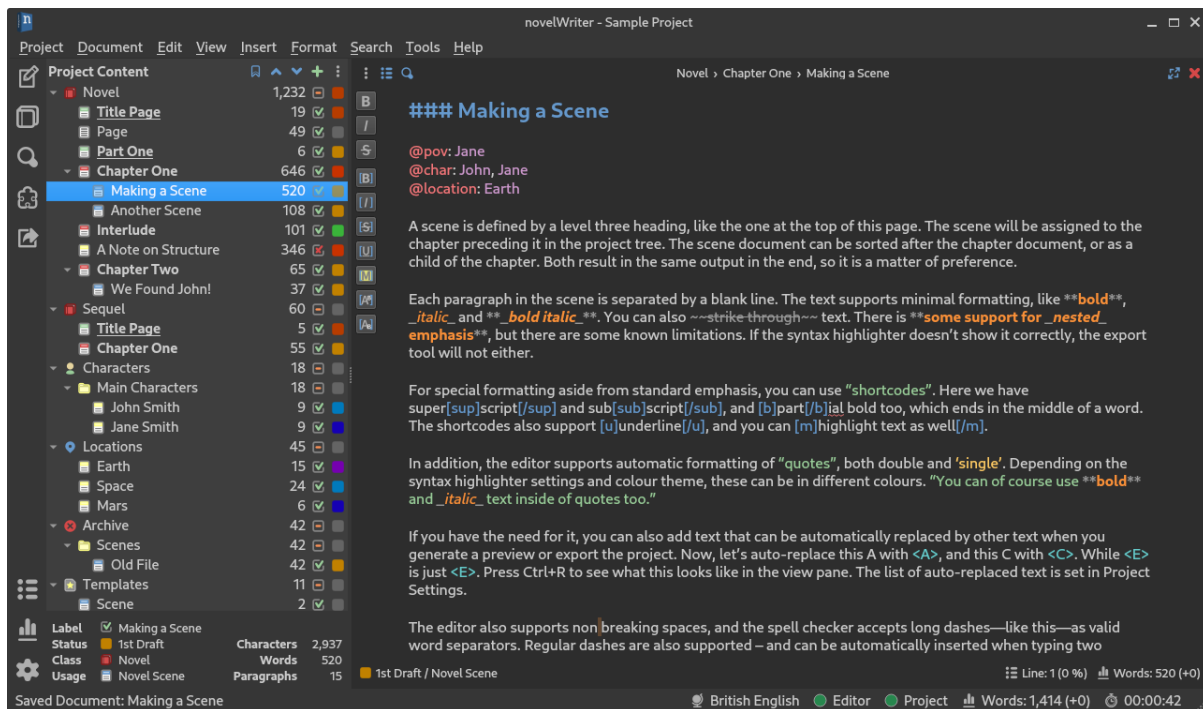 novelWriter - Sample Project
Project Document Edit View Insert Format Search Tools Help
Project Content
Novel 1,232
Title Page 19
Page 49
Part One 6
Chapter One 646
Making a Scene 520
Another Scene 108
Interlude 101
A Note on Structure 346
Chapter Two 65
We Found John! 37
Sequel 60
Title Page 5
Chapter One 55
Characters 18
Main Characters 18
John Smith 9
Jane Smith 9
Locations 45
Earth 15
Space 24
Mars 6
Archive 42
Scenes 42
Old File 42
Templates 11
Scene 2
Label Making a Scene
Status 1st Draft Characters 2,937
Class Novel Words 520
Usage Novel Scene Paragraphs 15
Novel › Chapter One › Making a Scene
B
I
S
[B]
[I]
[S]
[U]
[M]
### Making a Scene
@pov: Jane
@char: John, Jane
@location: Earth
A scene is defined by a level three heading, like the one at the top of this page. The scene will be assigned to the
chapter preceding it in the project tree. The scene document can be sorted after the chapter document, or as a
child of the chapter. Both result in the same output in the end, so it is a matter of preference.
Each paragraph in the scene is separated by a blank line. The text supports minimal formatting, like **bold**,
_italic_ and **_bold italic_**. You can also ~~strike through~~ text. There is **some support for _nested_
emphasis**, but there are some known limitations. If the syntax highlighter doesn’t show it correctly, the export
tool will not either.
For special formatting aside from standard emphasis, you can use “shortcodes”. Here we have
super[sup]script[/sup] and sub[sub]script[/sub], and [b]part[/b]ial bold too, which ends in the middle of a word.
The shortcodes also support [u]underline[/u], and you can [m]highlight text as well[/m].
In addition, the editor supports automatic formatting of “quotes”, both double and ‘single’. Depending on the
syntax highlighter settings and colour theme, these can be in different colours. “You can of course use **bold**
and _italic_ text inside of quotes too.”
If you have the need for it, you can also add text that can be automatically replaced by other text when you
generate a preview or export the project. Now, let’s auto-replace this A with <A>, and this C with <C>. While <E>
is just <E>. Press Ctrl+R to see what this looks like in the view pane. The list of auto-replaced text is set in Project
Settings.
The editor also supports non breaking spaces, and the spell checker accepts long dashes—like this—as valid
word separators. Regular dashes are also supported – and can be automatically inserted when typing two
1st Draft / Novel Scene Line: 1 (0 %) Words: 520 (+0)
Saved Document: Making a Scene British English Editor Project Words: 1,414 (+0) 00:00:42